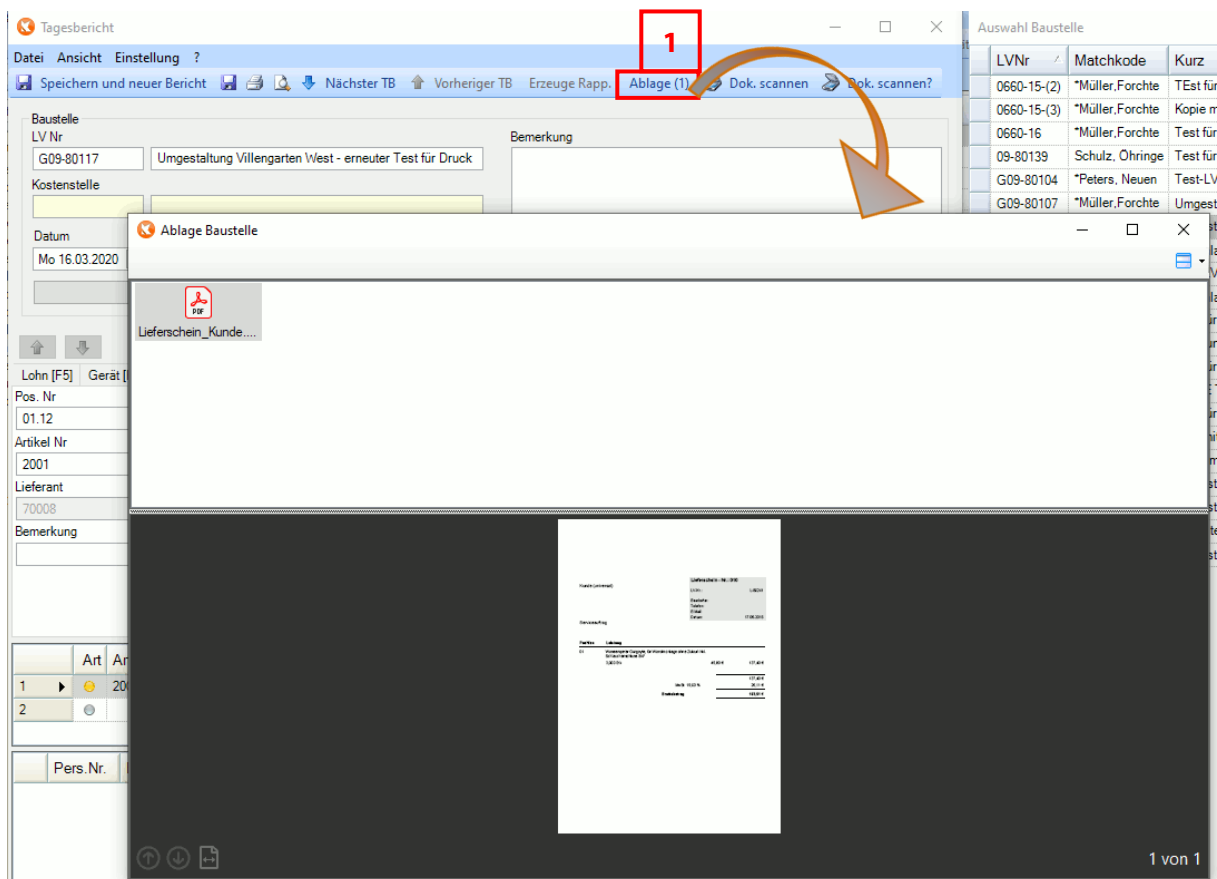 Tagesbericht
1
Auswahl Baustelle
Datei Ansicht Einstellung ?
Speichern und neuer Bericht Nächster TB Vorheriger TB Erzeuge Rapp. Ablage (1) Dok. scannen Dok. scannen?
LVNr Matchkode Kurz
0660-15-(2) *Müller,Forchte TEst für
0660-15-(3) *Müller,Forchte Kopie m
0660-16 *Müller,Forchte Test für
09-80139 Schulz, Öhringe Test für
G09-80104 *Peters, Neuen Test-LV
G09-80107 *Müller,Forchte Umgest
Baustelle
LV Nr
Bemerkung
G09-80117 Umgestaltung Villengarten West - erneuter Test für Druck
Kostenstelle
Datum
Mo 16.03.2020
Ablage Baustelle
Lieferschein_Kunde....
PDF
Lohn [F5] Gerät [
Pos. Nr
01.12
Artikel Nr
2001
Lieferant
70008
Bemerkung
Art Ar
1 20
2
Pers.Nr.
1 von 1